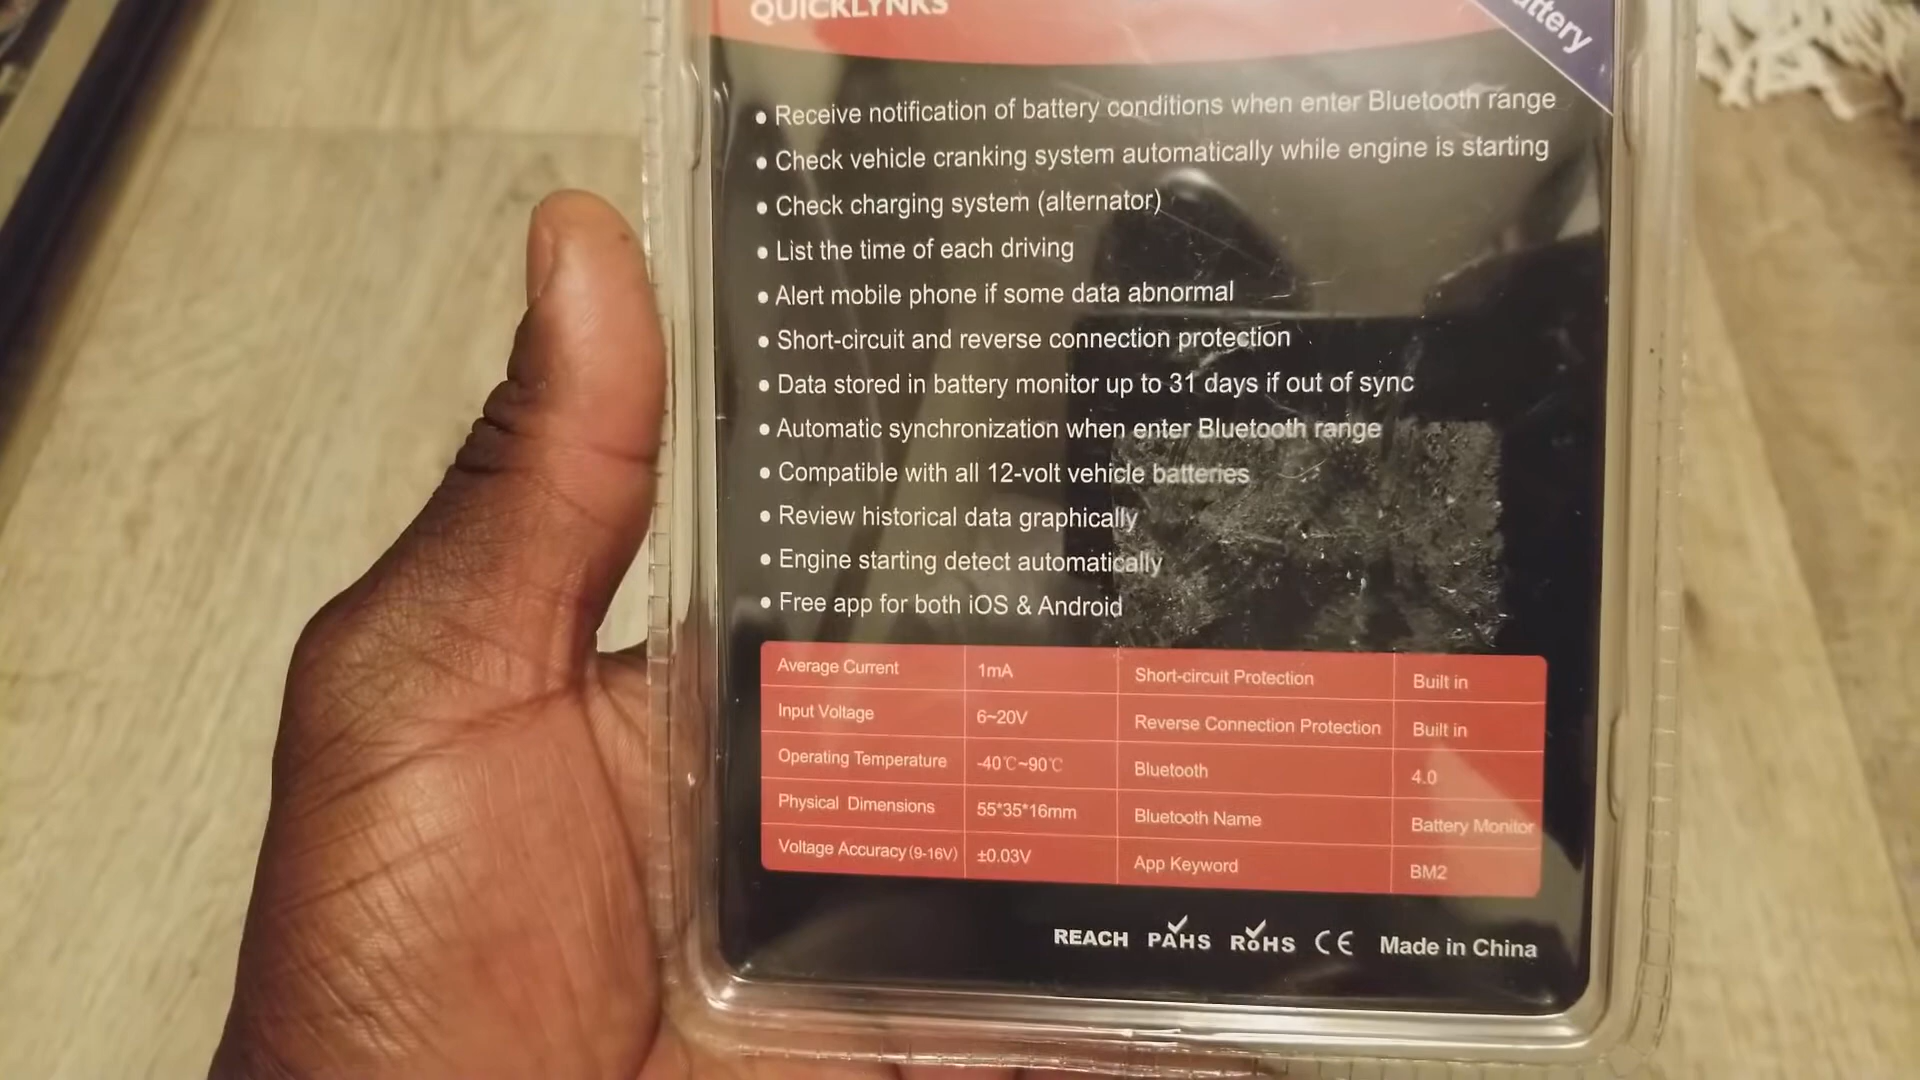 QUICKLYNKS
• Receive notification of battery conditions when enter Bluetooth range
• Check vehicle cranking system automatically while engine is starting
• Check charging system (alternator)
• List the time of each driving
• Alert mobile phone if some data abnormal
• Short-circuit and reverse connection protection
• Data stored in battery monitor up to 31 days if out of sync
• Automatic synchronization when enter Bluetooth range
• Compatible with all 12-volt vehicle batteries
• Review historical data graphically
• Engine starting detect automatically
• Free app for both iOS & Android
Average Current 1mA Short-circuit Protection Built in
Input Voltage 6~20V Reverse Connection Protection Built in
Operating Temperature -40℃~90℃ Bluetooth 4.0
Physical Dimensions 55*35*16mm Bluetooth Name Battery Monitor
Voltage Accuracy (9-16V) ±0.03V App Keyword BM2
REACH PAHS RoHS CE Made in China